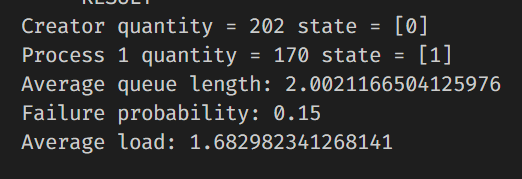 RESULT
Creator quantity = 202 state = [0]
Process 1 quantity = 170 state = [1]
Average queue length: 2.0021166504125976
Failure probability: 0.15
Average load: 1.682982341268141